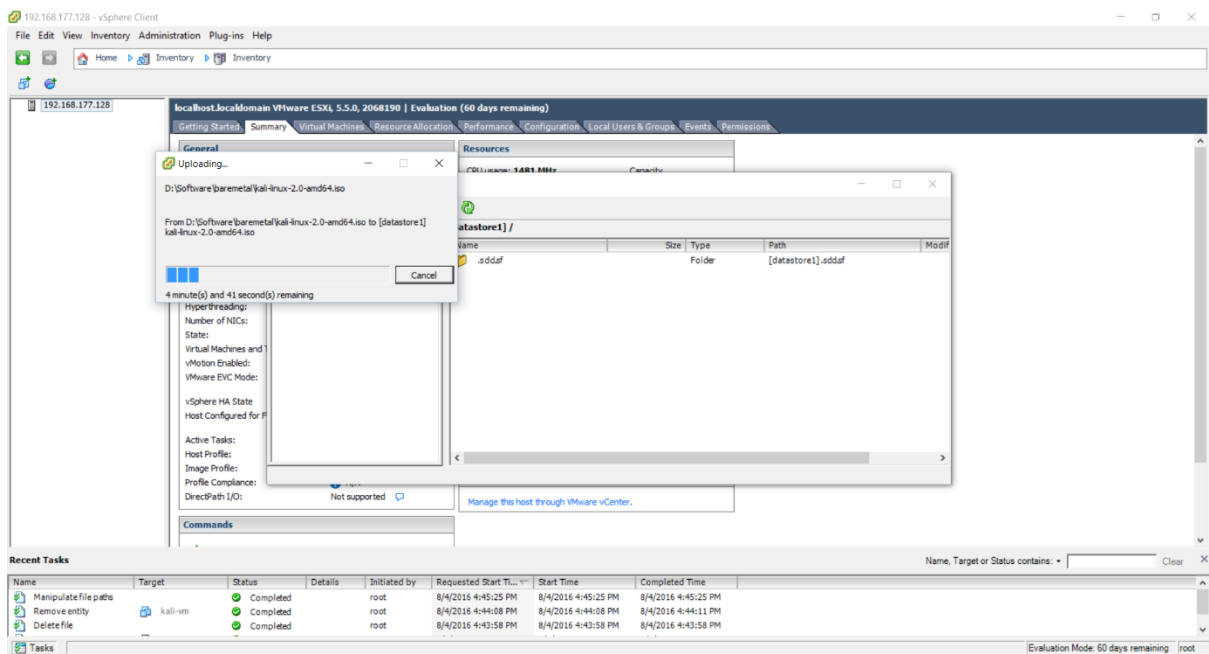 192.168.177.128 - vSphere Client
File Edit View Inventory Administration Plug-ins Help
Home Inventory Inventory
192.168.177.128
localhost.localdomain VMware ESXi, 5.5.0, 2068190 | Evaluation (60 days remaining)
Getting Started Summary Virtual Machines Resource Allocation Performance Configuration Local Users & Groups Events Permissions
General
Resources
CPU usage: 1481 MHz Capacity
Uploading...
D:\Software\baremetal\kali-linux-2.0-amd64.iso
From D:\Software\baremetal\kali-linux-2.0-amd64.iso to [datastore1]
kali-linux-2.0-amd64.iso
Cancel
4 minute(s) and 41 second(s) remaining
atastore1] /
Name Size Type Path Modif
.sdd.sf Folder [datastore1] .sdd.sf
Hyperthreading:
Number of NICs:
State:
Virtual Machines and T
vMotion Enabled:
VMware EVC Mode:
vSphere HA State
Host Configured for F
Active Tasks:
Host Profile:
Image Profile:
Profile Compliance:
DirectPath I/O: Not supported
Manage this host through VMware vCenter.
Commands
Recent Tasks
Name, Target or Status contains: Clear
Name Target Status Details Initiated by Requested Start Ti... Start Time Completed Time
Manipulate file paths Completed root 8/4/2016 4:45:25 PM 8/4/2016 4:45:25 PM 8/4/2016 4:45:25 PM
Remove entity kali-vm Completed root 8/4/2016 4:44:08 PM 8/4/2016 4:44:08 PM 8/4/2016 4:44:11 PM
Delete file Completed root 8/4/2016 4:43:58 PM 8/4/2016 4:43:58 PM 8/4/2016 4:43:58 PM
Tasks
Evaluation Mode: 60 days remaining root